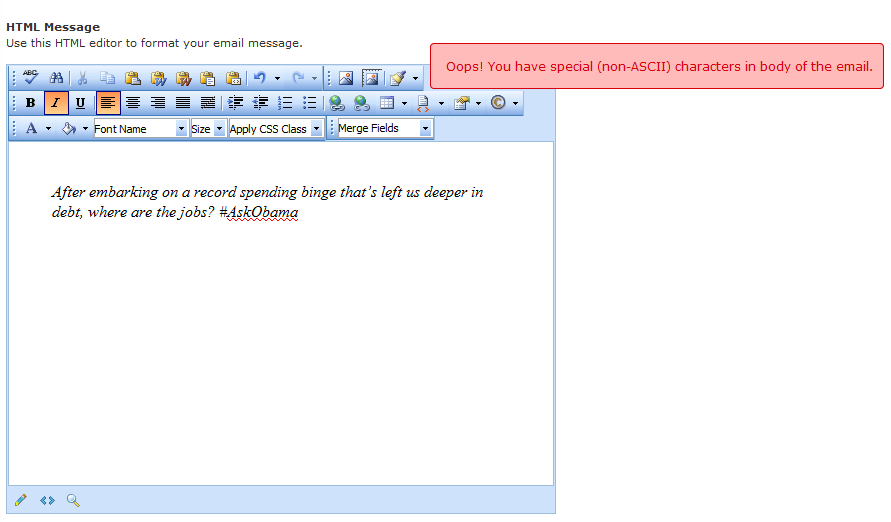 HTML Message
Use this HTML editor to format your email message.
Oops! You have special (non-ASCII) characters in body of the email.
ABC
B I U
A Font Name Size Apply CSS Class Merge Fields
After embarking on a record spending binge that’s left us deeper in
debt, where are the jobs? #AskObama